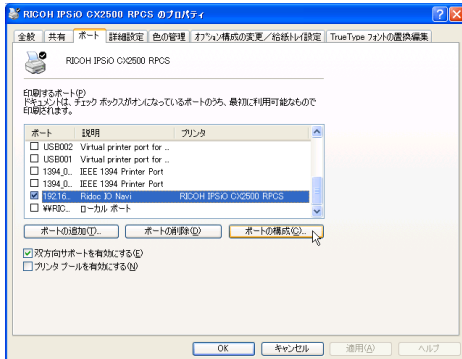 RICOH IPSiO CX2500 RPCS のプロパティ
全般 共有 ポート 詳細設定 色の管理 オプション構成の変更/給紙トレイ設定 TrueType フォントの置換編集
RICOH IPSiO CX2500 RPCS
印刷するポート(P)
ドキュメントは、チェック ボックスがオンになっているポートのうち、最初に利用可能なもので
印刷されます。
ポート 説明 プリンタ
USB002 Virtual printer port for ...
USB001 Virtual printer port for ...
1394_0... IEEE 1394 Printer Port
1394_0... IEEE 1394 Printer Port
192.16... Ridoc IO Navi RICOH IPSiO CX2500 RPCS
¥¥RIC... ローカル ポート
ポートの追加(T)... ポートの削除(D) ポートの構成(C)...
双方向サポートを有効にする(E)
プリンタ プールを有効にする(N)
OK キャンセル 適用(A) ヘルプ